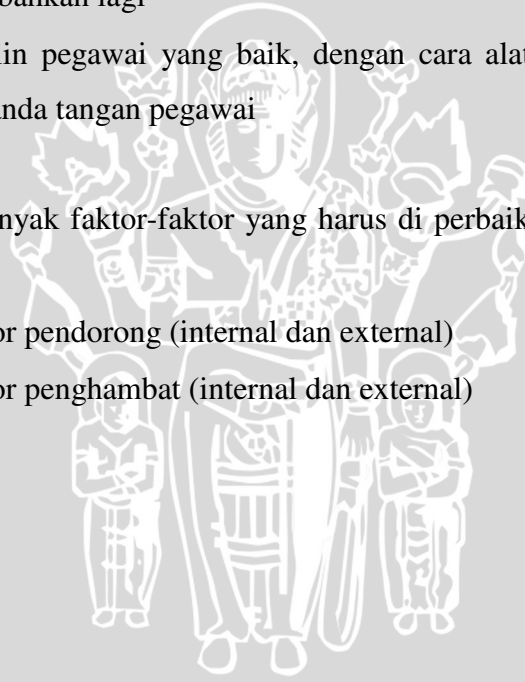 bankan lagi
in pegawai yang baik, dengan cara alat
nda tangan pegawai
nyak faktor-faktor yang harus di perbaik
or pendorong (internal dan external)
or penghambat (internal dan external)